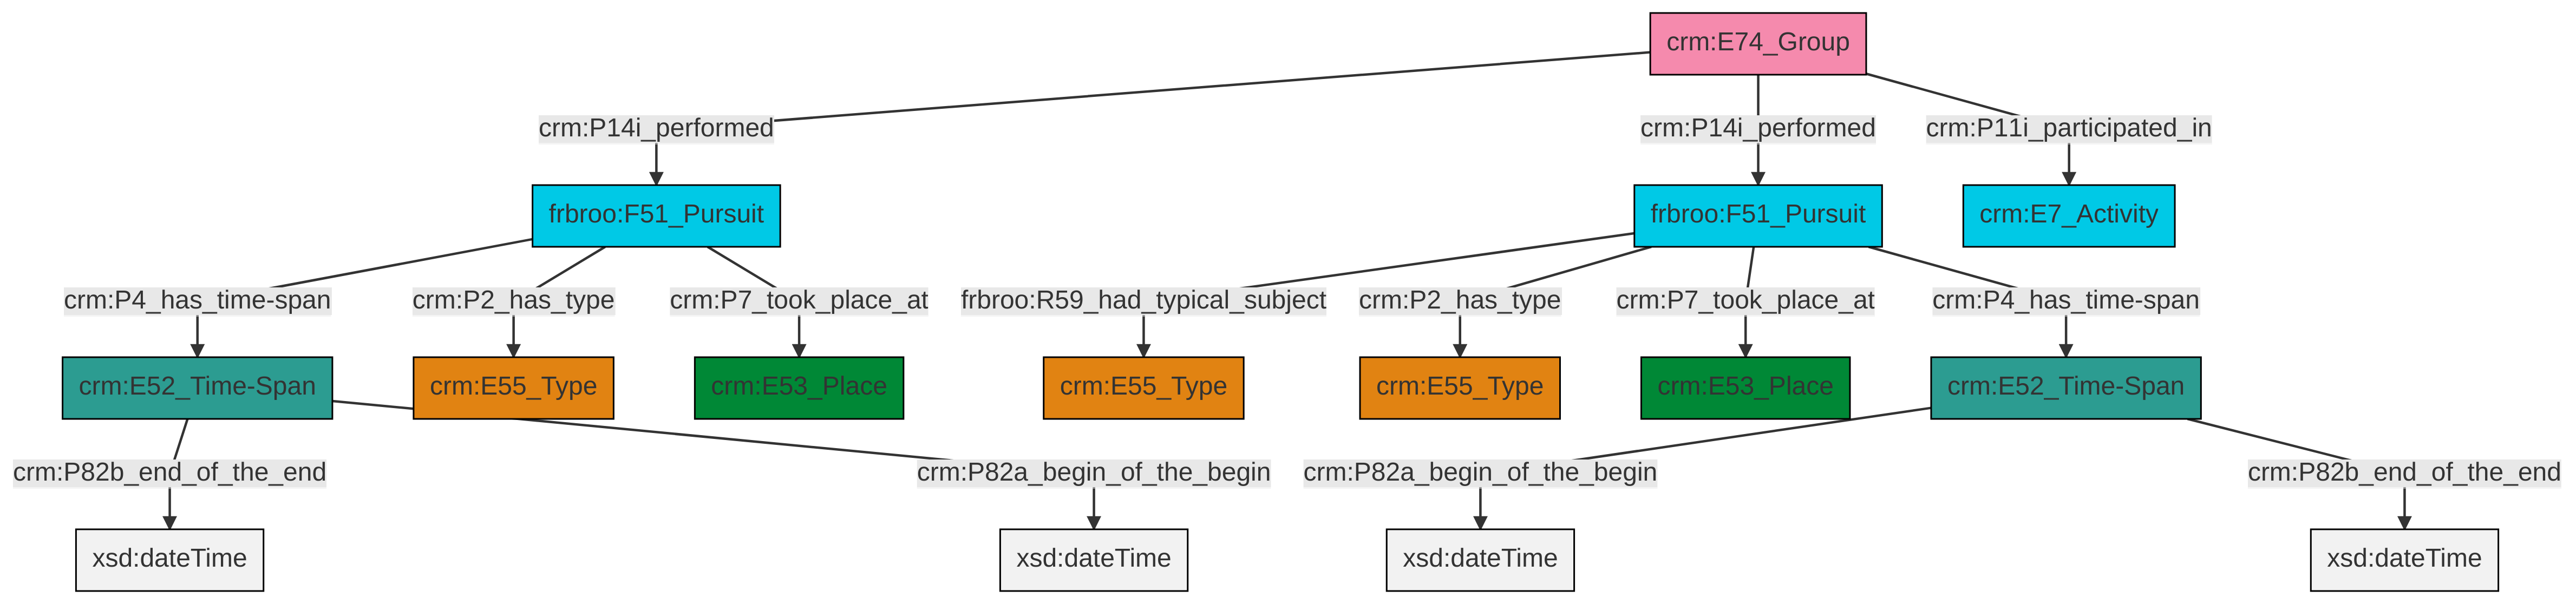 crm:E74_Group
crm:P14i_performed
crm:P14i_performed
crm:P11i_participated_in
frbroo:F51_Pursuit
frbroo:F51_Pursuit
crm:E7_Activity
crm:P4_has_time-span
crm:P2_has_type
crm:P7_took_place_at
frbroo:R59_had_typical_subject
crm:P2_has_type
crm:P7_took_place_at
crm:P4_has_time-span
crm:E52_Time-Span
crm:E55_Type
crm:E53_Place
crm:E55_Type
crm:E55_Type
crm:E53_Place
crm:E52_Time-Span
crm:P82b_end_of_the_end
crm:P82a_begin_of_the_begin
crm:P82a_begin_of_the_begin
crm:P82b_end_of_the_end
xsd:dateTime
xsd:dateTime
xsd:dateTime
xsd:dateTime